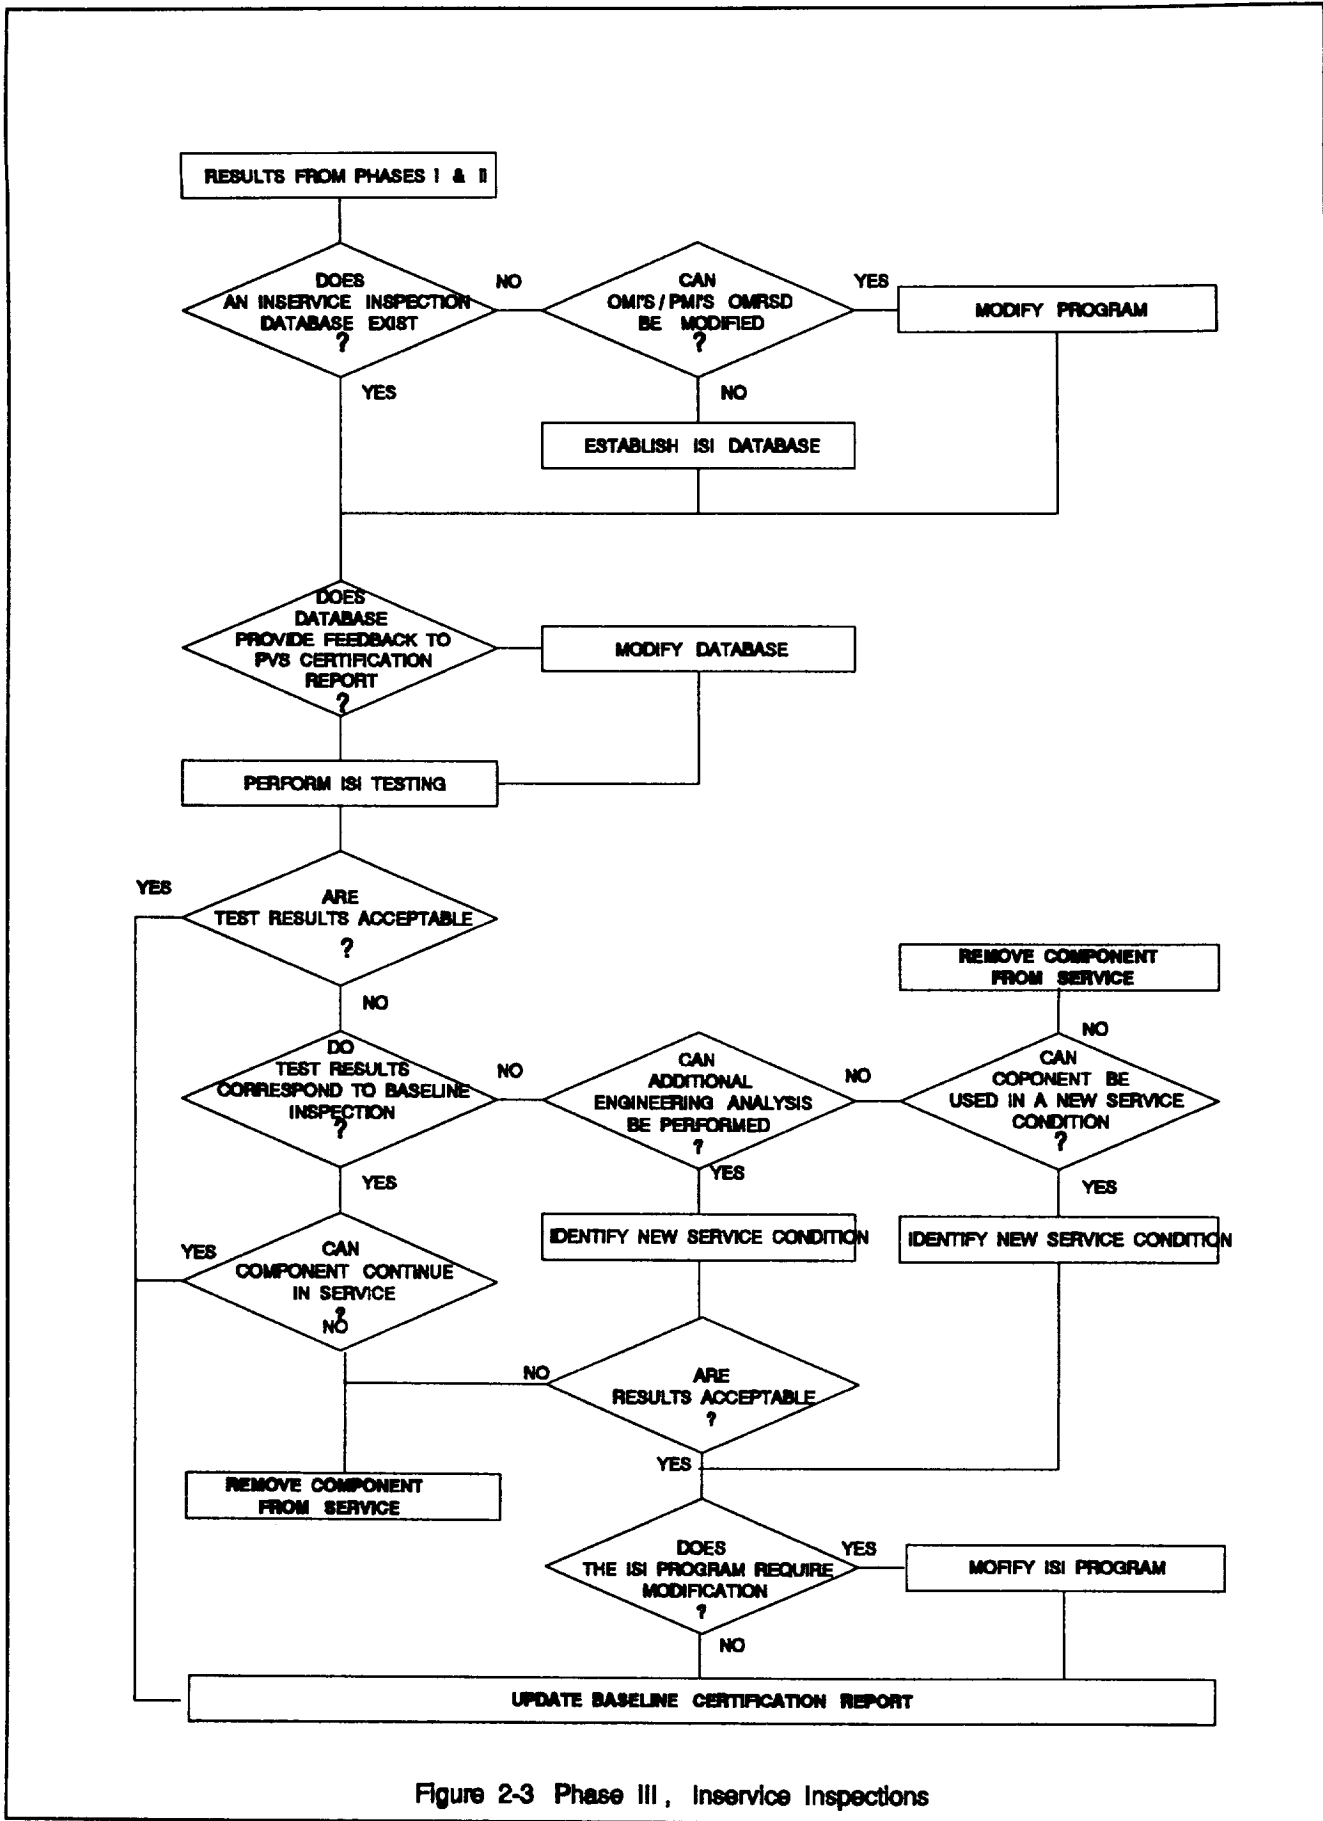 RESULTS FROM PHASES I & II
DOES
AN INSERVICE INSPECTION
DATABASE EXIST
?
NO
YES
CAN
OMI'S / PMI'S OMRSD
BE MODIFIED
?
YES
NO
MODIFY PROGRAM
ESTABLISH ISI DATABASE
DOES
DATABASE
PROVIDE FEEDBACK TO
PVS CERTIFICATION
REPORT
?
MODIFY DATABASE
PERFORM ISI TESTING
YES
ARE
TEST RESULTS ACCEPTABLE
?
NO
DO
TEST RESULTS
CORRESPOND TO BASELINE
INSPECTION
?
NO
YES
CAN
ADDITIONAL
ENGINEERING ANALYSIS
BE PERFORMED
?
NO
YES
REMOVE COMPONENT
FROM SERVICE
NO
CAN
COPONENT BE
USED IN A NEW SERVICE
CONDITION
?
YES
YES
CAN
COMPONENT CONTINUE
IN SERVICE
?
NO
IDENTIFY NEW SERVICE CONDITION
IDENTIFY NEW SERVICE CONDITION
NO
ARE
RESULTS ACCEPTABLE
?
YES
REMOVE COMPONENT
FROM SERVICE
DOES
THE ISI PROGRAM REQUIRE
MODIFICATION
?
YES
NO
MOFIFY ISI PROGRAM
UPDATE BASELINE CERTIFICATION REPORT
Figure 2-3 Phase III, Inservice Inspections